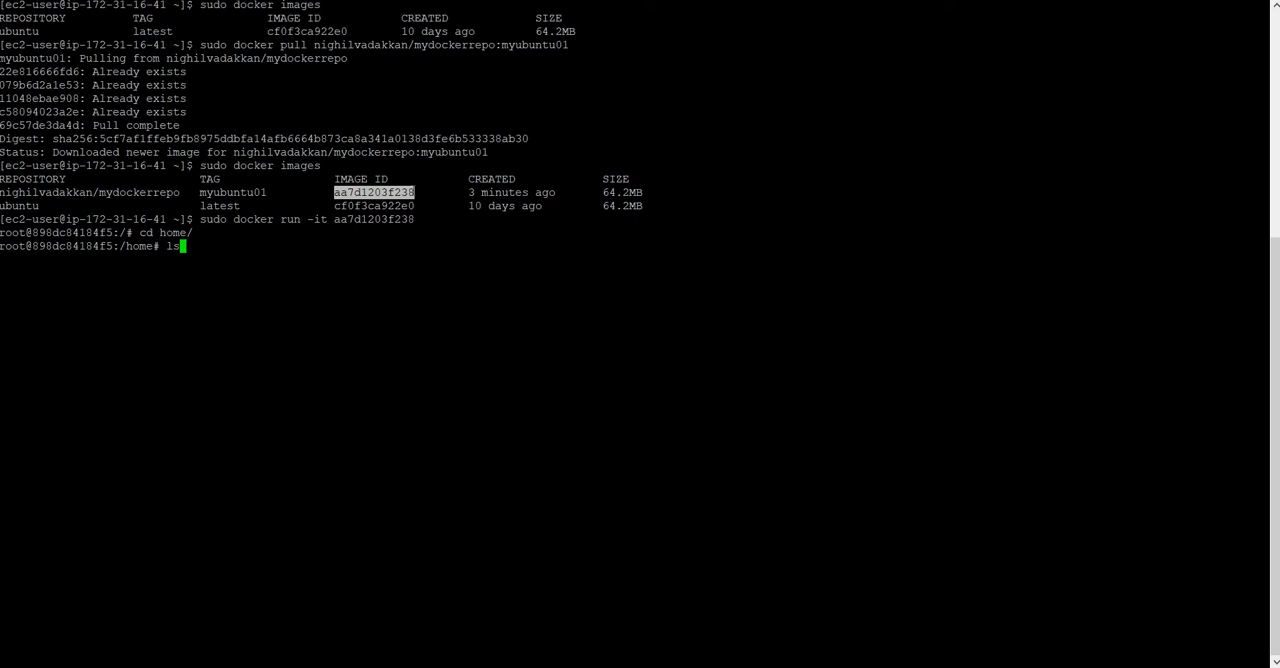 [ec2-user@ip-172-31-16-41 ~]$ sudo docker images
REPOSITORY TAG IMAGE ID CREATED SIZE
ubuntu latest cf0f3ca922e0 10 days ago 64.2MB
[ec2-user@ip-172-31-16-41 ~]$ sudo docker pull nighilvadakkan/mydockerrepo:myubuntu01
myubuntu01: Pulling from nighilvadakkan/mydockerrepo
22e816666fd6: Already exists
079b6d2a1e53: Already exists
11048ebae908: Already exists
c58094023a2e: Already exists
69c57de3da4d: Pull complete
Digest: sha256:5cf7af1ffeb9fb8975ddbfa14afb6664b873ca8a341a0138d3fe6b533338ab30
Status: Downloaded newer image for nighilvadakkan/mydockerrepo:myubuntu01
[ec2-user@ip-172-31-16-41 ~]$ sudo docker images
REPOSITORY TAG IMAGE ID CREATED SIZE
nighilvadakkan/mydockerrepo myubuntu01 aa7d1203f238 3 minutes ago 64.2MB
ubuntu latest cf0f3ca922e0 10 days ago 64.2MB
[ec2-user@ip-172-31-16-41 ~]$ sudo docker run -it aa7d1203f238
root@898dc84184f5:/# cd home/
root@898dc84184f5:/home# ls